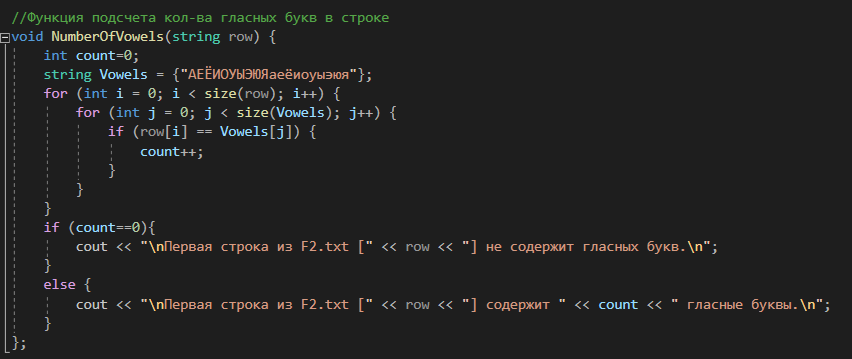 //Функция подсчета кол-ва гласных букв в строке
void NumberOfVowels(string row) {
    int count=0;
    string Vowels = {"АЕЁИОУЫЭЮЯаеёиоуыэюя"};
    for (int i = 0; i < size(row); i++) {
        for (int j = 0; j < size(Vowels); j++) {
            if (row[i] == Vowels[j]) {
                count++;
            }
        }
    }
    if (count==0){
        cout << "\nПервая строка из F2.txt [" << row << "] не содержит гласных букв.\n";
    }
    else {
        cout << "\nПервая строка из F2.txt [" << row << "] содержит " << count << " гласные буквы.\n";
    }
};